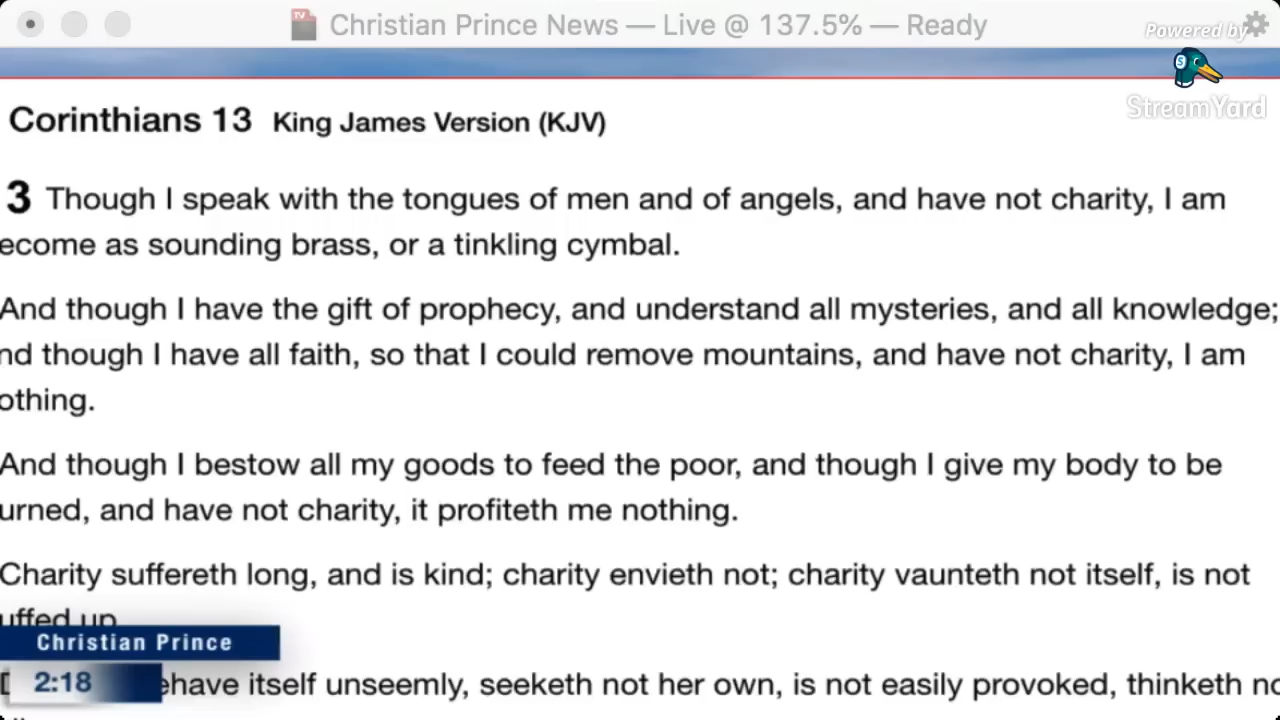 Christian Prince News — Live @ 137.5% — Ready
Powered by
StreamYard
Corinthians 13 King James Version (KJV)
3 Though I speak with the tongues of men and of angels, and have not charity, I am
ecome as sounding brass, or a tinkling cymbal.
And though I have the gift of prophecy, and understand all mysteries, and all knowledge;
nd though I have all faith, so that I could remove mountains, and have not charity, I am
othing.
And though I bestow all my goods to feed the poor, and though I give my body to be
urned, and have not charity, it profiteth me nothing.
Charity suffereth long, and is kind; charity envieth not; charity vaunteth not itself, is not
uffed up
Christian Prince
2:18
ehave itself unseemly, seeketh not her own, is not easily provoked, thinketh no